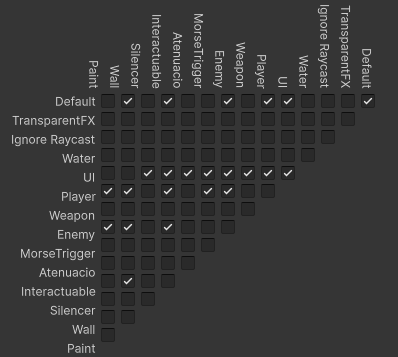 Paint
Wall
Silencer
Interactuable
Atenuacio
MorseTrigger
Enemy
Weapon
Player
UI
Water
Ignore Raycast
TransparentFX
Default
Default
TransparentFX
Ignore Raycast
Water
UI
Player
Weapon
Enemy
MorseTrigger
Atenuacio
Interactuable
Silencer
Wall
Paint